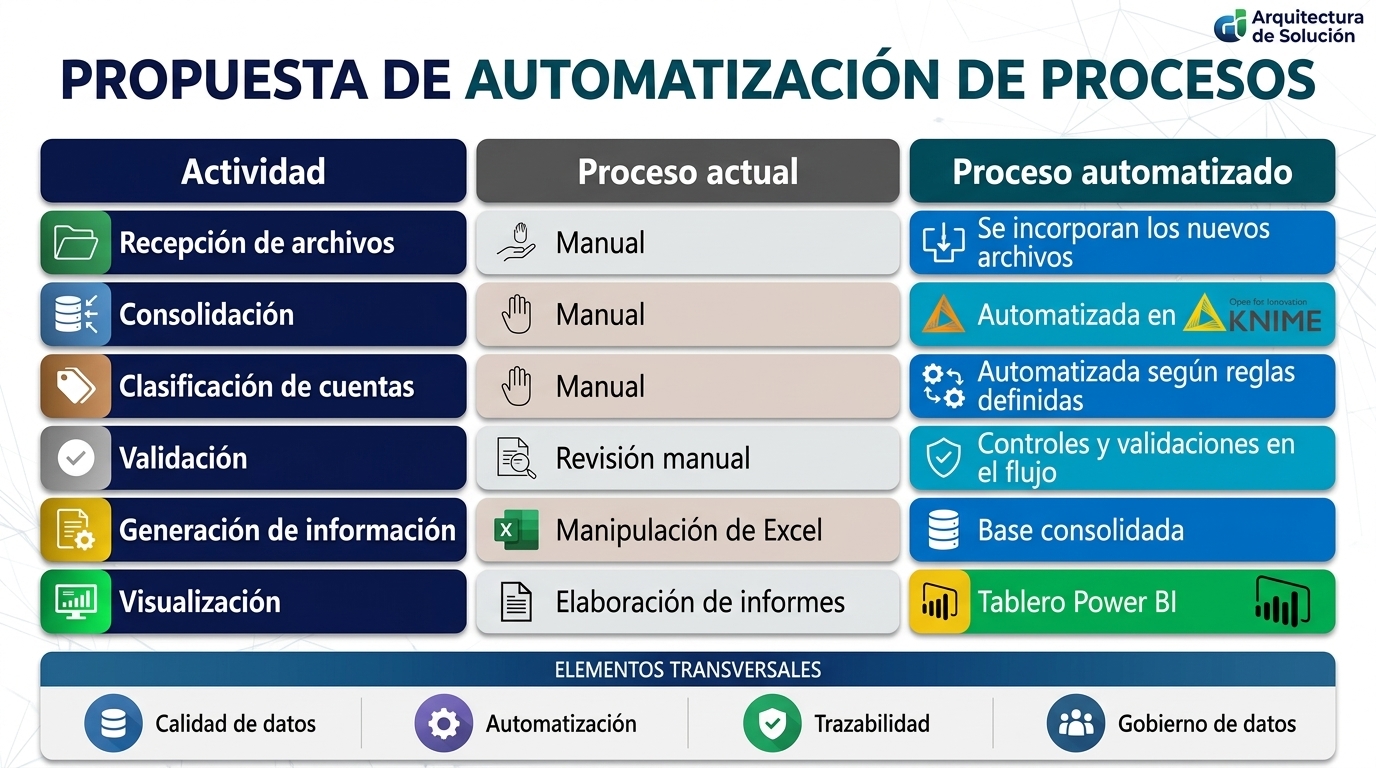 Arquitectura
de Solución
PROPUESTA DE AUTOMATIZACIÓN DE PROCESOS
Actividad
Proceso actual
Proceso automatizado
Recepción de archivos
Manual
Se incorporan los nuevos
archivos
Consolidación
Manual
Automatizada en
Open for Innovation
KNIME
Clasificación de cuentas
Manual
Automatizada según reglas
definidas
Validación
Revisión manual
Controles y validaciones en
el flujo
Generación de información
X
Manipulación de Excel
Base consolidada
Visualización
Elaboración de informes
Tablero Power BI
ELEMENTOS TRANSVERSALES
Calidad de datos
Automatización
Trazabilidad
Gobierno de datos